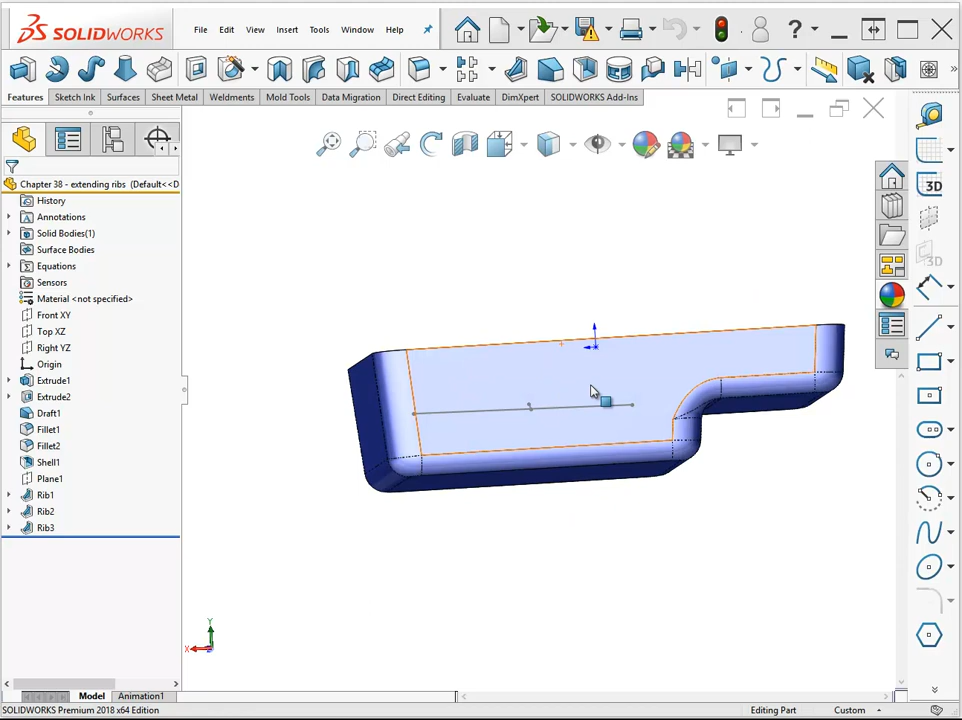 SOLIDWORKS File Edit View Insert Tools Window Help
Features Sketch Ink Surfaces Sheet Metal Weldments Mold Tools Data Migration Direct Editing Evaluate DimXpert SOLIDWORKS Add-Ins
3D
3D
Chapter 38 - extending ribs (Default<<D
History
Annotations
Solid Bodies(1)
Surface Bodies
Equations
Sensors
Material <not specified>
Front XY
Top XZ
Right YZ
Origin
Extrude1
Extrude2
Draft1
Fillet1
Fillet2
Shell1
Plane1
Rib1
Rib2
Rib3
Y
X
Model Animation1
SOLIDWORKS Premium 2018 x64 Edition Editing Part Custom